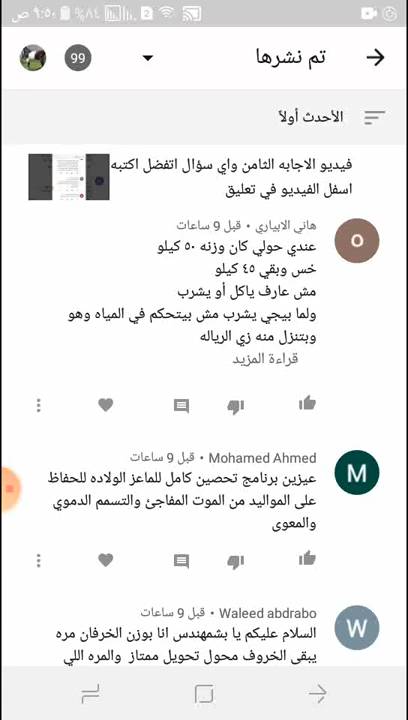 ص ٩:٥٠ %٨٤
تم نشرها
99
الأحدث أولاً
فيديو الاجابه الثامن واي سؤال اتفضل اكتبه
اسفل الفيديو في تعليق
هاني الابياري • قبل 9 ساعات
عندي حولي كان وزنه ٥٠ كيلو
خس وبقي ٤٥ كيلو
مش عارف ياكل أو يشرب
ولما بيجي يشرب مش بيتحكم في المياه وهو
وبتنزل منه زي الرياله
قراءة المزيد
Mohamed Ahmed • قبل 9 ساعات
عيزين برنامج تحصين كامل للماعز الولاده للحفاظ
على المواليد من الموت المفاجئ والتسمم الدموي
والمعوى
Waleed abdrabo • قبل 9 ساعات
السلام عليكم يا بشمهندس انا بوزن الخرفان مره
يبقى الخروف محول تحويل ممتاز والمره اللي